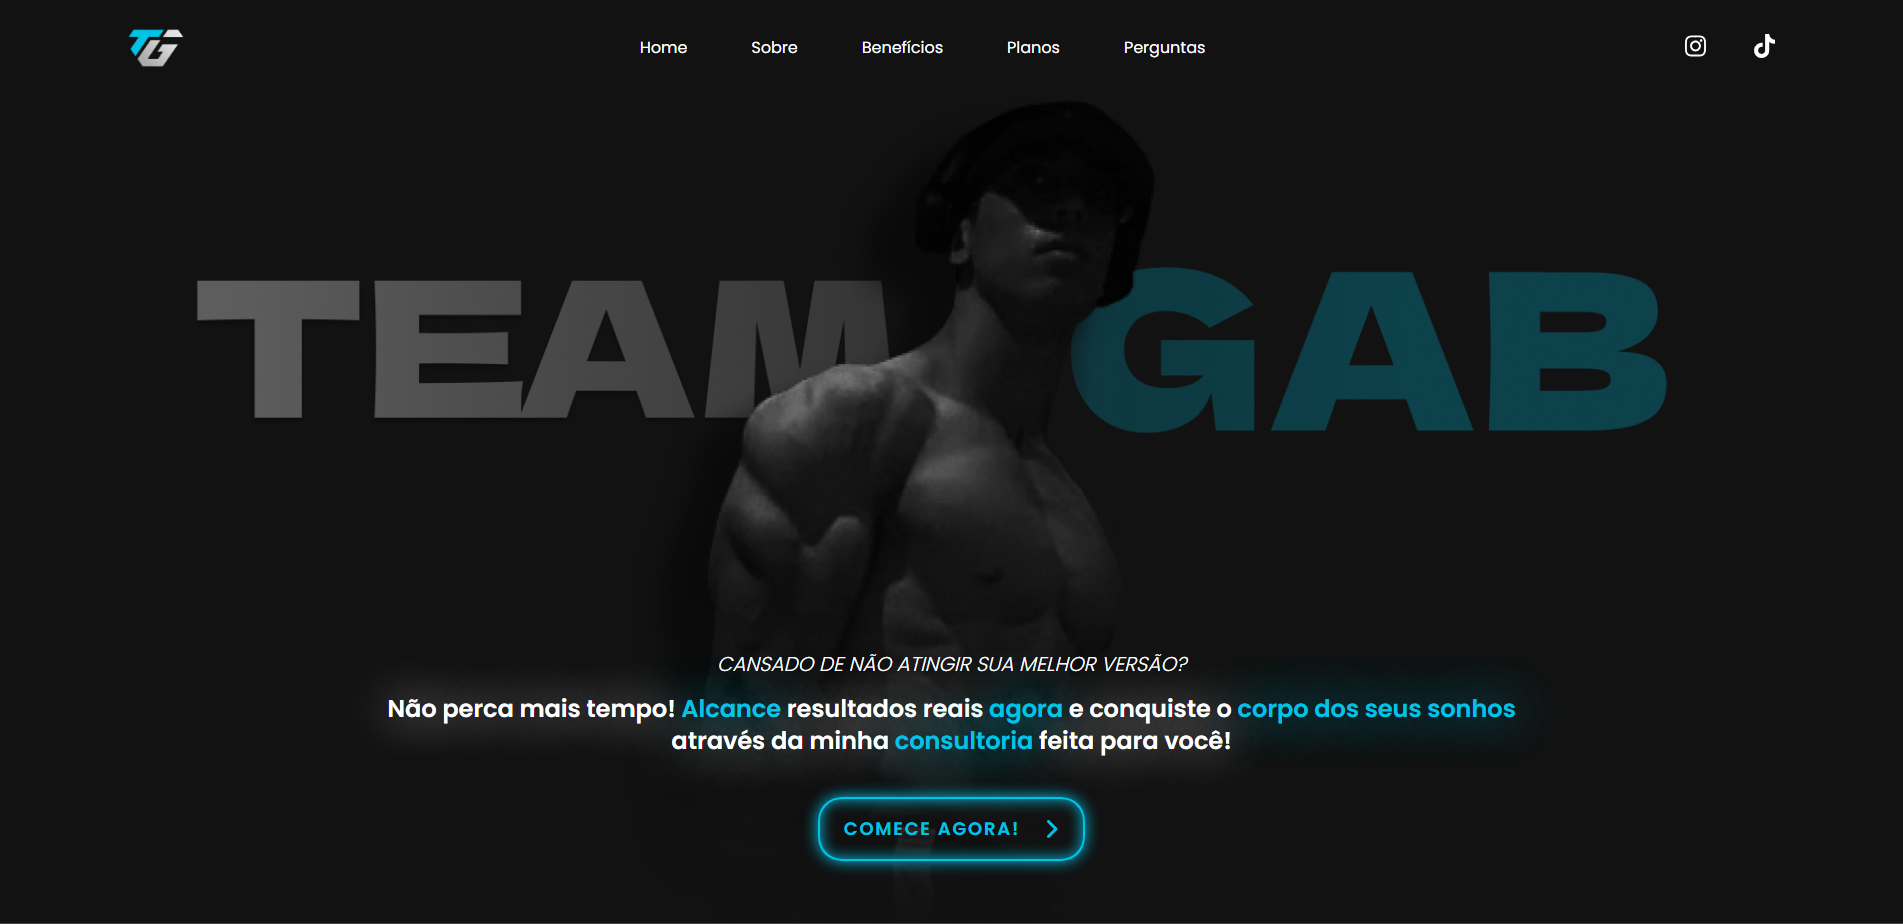 TG
Home
Sobre
Benefícios
Planos
Perguntas
TEAM GAB
CANSADO DE NÃO ATINGIR SUA MELHOR VERSÃO?
Não perca mais tempo! Alcance resultados reais agora e conquiste o corpo dos seus sonhos
através da minha consultoria feita para você!
COMECE AGORA!